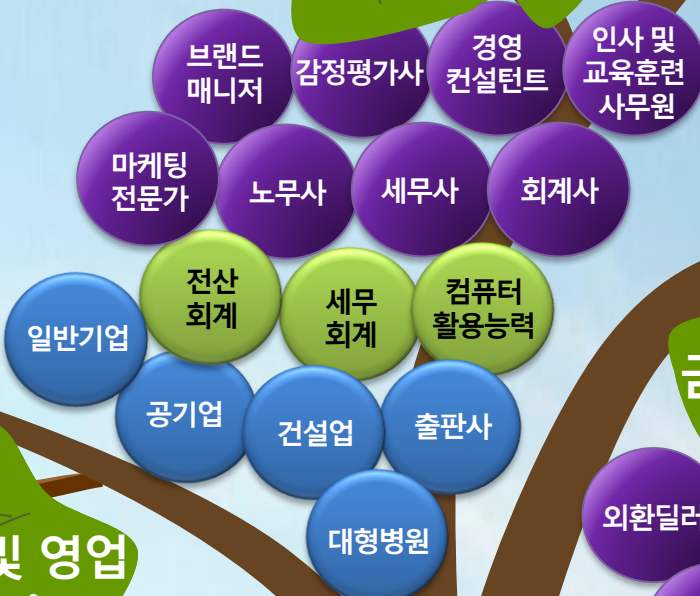 브랜드
매니저
감정평가사
경영
컨설턴트
인사 및
교육훈련
사무원
마케팅
전문가
노무사
세무사
회계사
전산
회계
세무
회계
컴퓨터
활용능력
일반기업
공기업
건설업
출판사
대형병원
외환딜러
및 영업